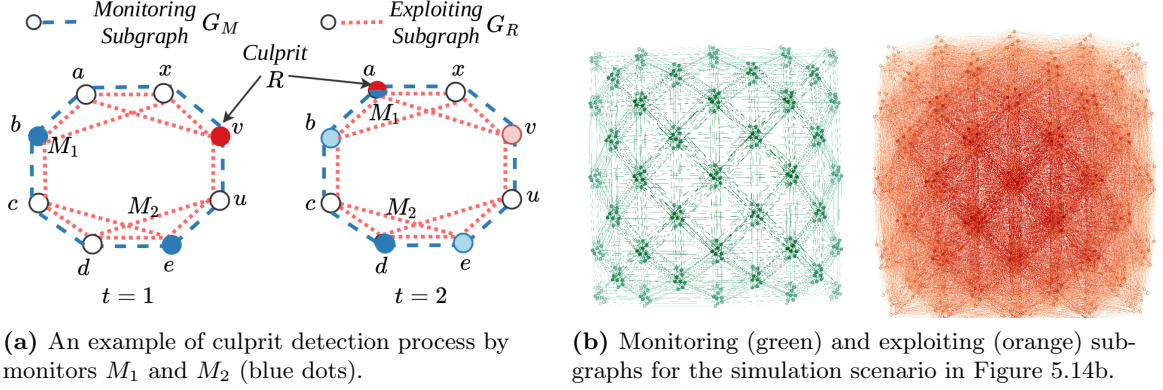 Monitoring
Subgraph G_M
Exploiting
Subgraph G_R
Culprit
R
a
x
b
M_1
v
c
M_2
u
d
e
t = 1
a
x
M_1
b
v
c
M_2
u
d
e
t = 2
(a) An example of culprit detection process by
monitors M_1 and M_2 (blue dots).
(b) Monitoring (green) and exploiting (orange) sub-
graphs for the simulation scenario in Figure 5.14b.